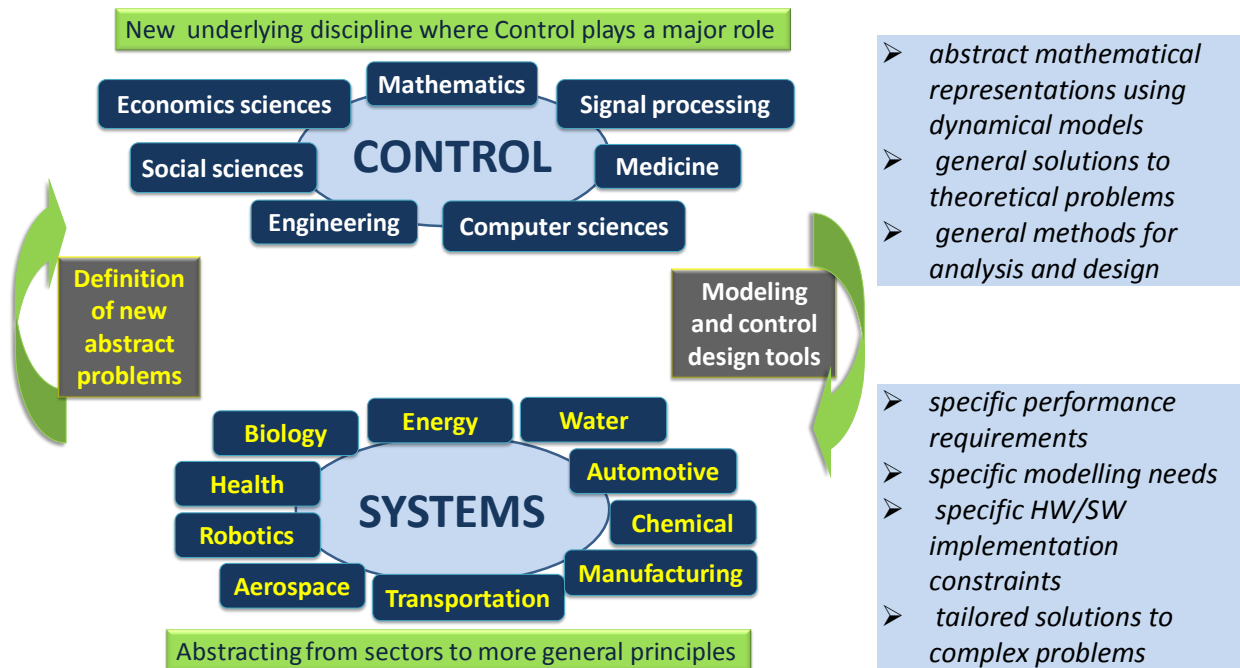 New underlying discipline where Control plays a major role
Mathematics
Economics sciences
Signal processing
CONTROL
Social sciences
Medicine
Engineering
Computer sciences
Definition
of new
abstract
problems
Modeling
and control
design tools
Energy
Water
Biology
Automotive
Health
SYSTEMS
Chemical
Robotics
Manufacturing
Aerospace
Transportation
Abstracting from sectors to more general principles
➢ abstract mathematical
representations using
dynamical models
➢ general solutions to
theoretical problems
➢ general methods for
analysis and design
➢ specific performance
requirements
➢ specific modelling needs
➢ specific HW/SW
implementation
constraints
➢ tailored solutions to
complex problems